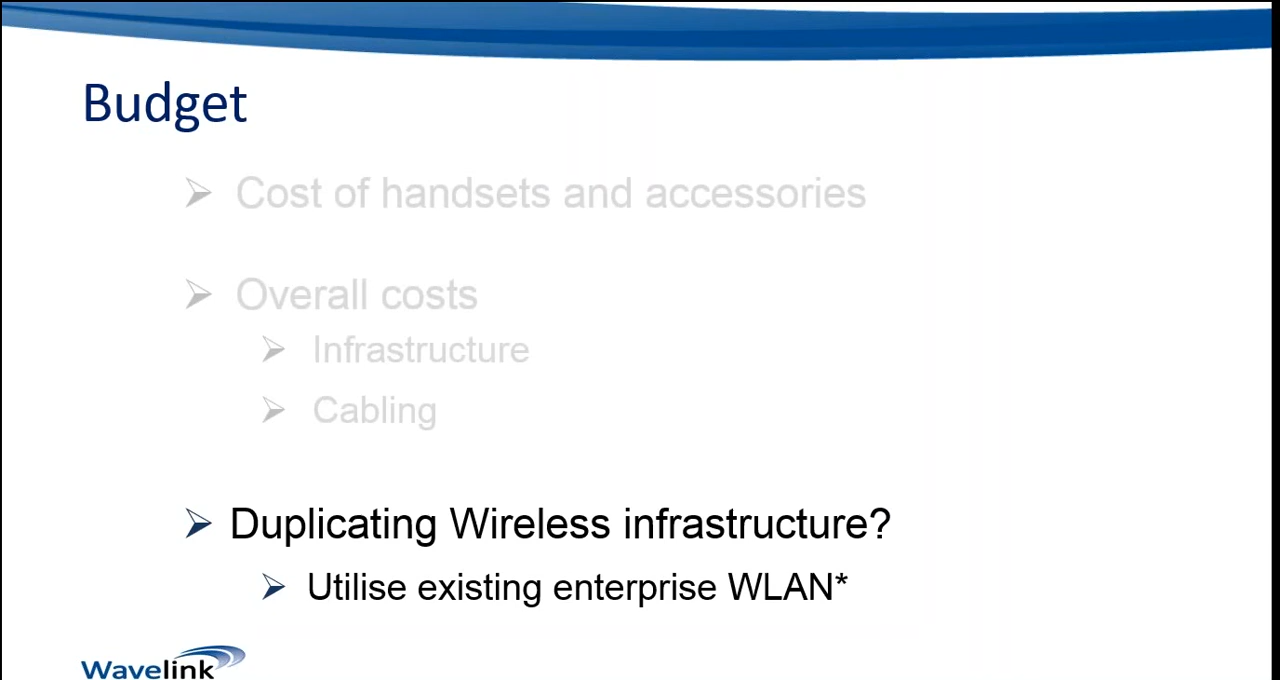 Budget
Cost of handsets and accessories
Overall costs
Infrastructure
Cabling
Duplicating Wireless infrastructure?
Utilise existing enterprise WLAN*
Wavelink